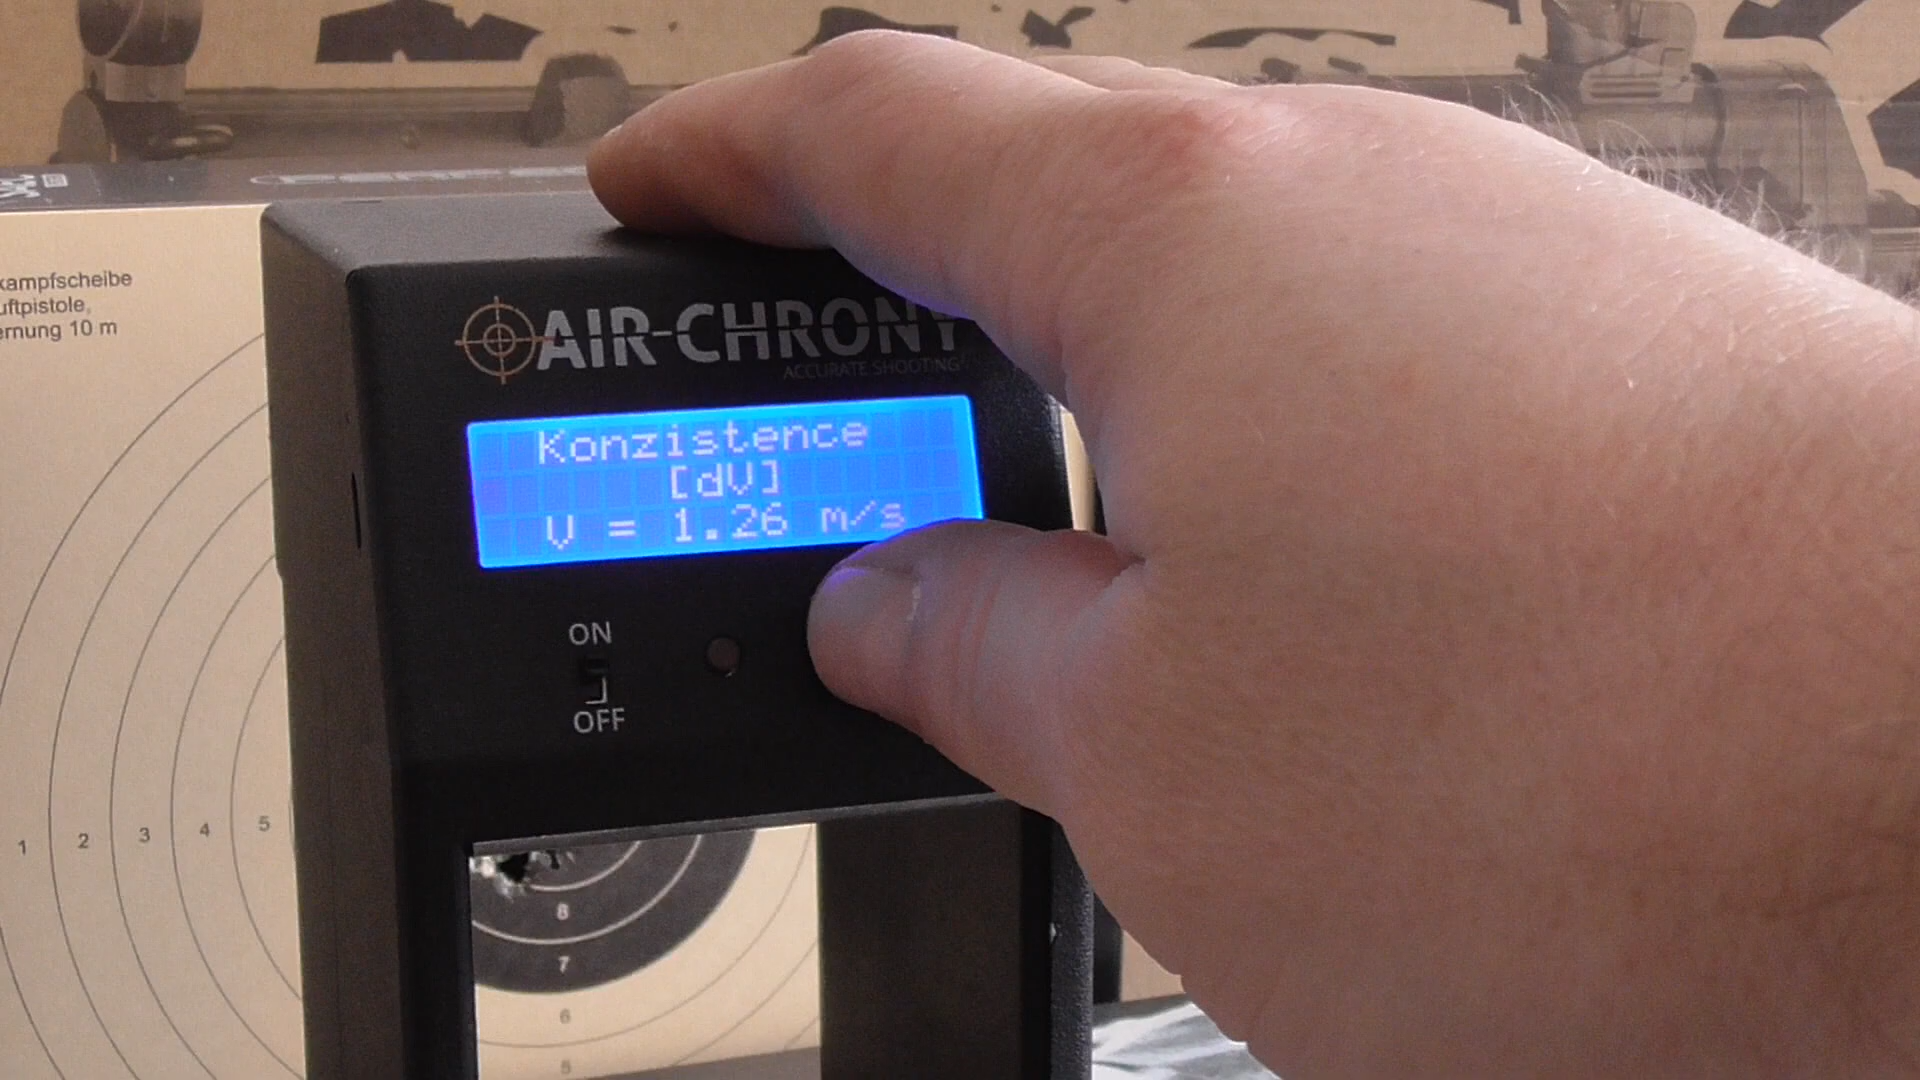 kampfscheibe
uftpistole,
ernung 10 m
AIR-CHRONY
ACCURATE SHOOTING
Konzistence
[dV]
V = 1.26 m/s
ON
OFF
1 2 3 4 5
8
7
6
5